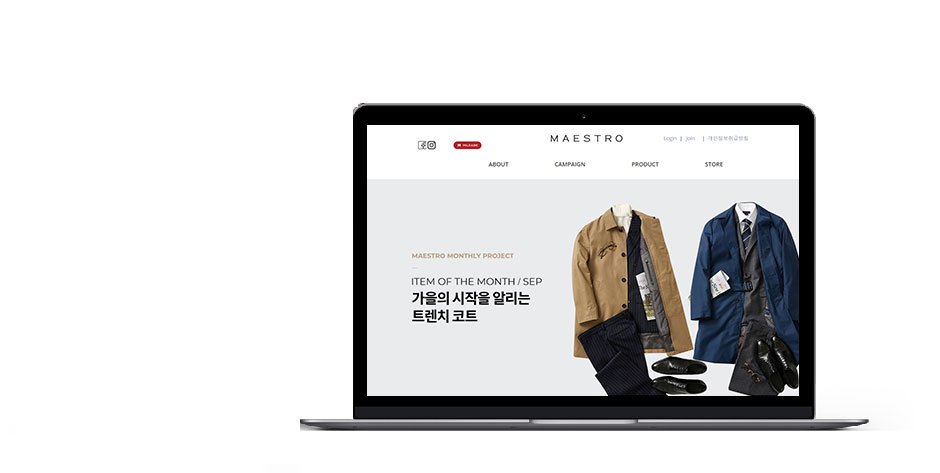 MAESTRO
Login | Join | 개인정보취급방침
ABOUT CAMPAIGN PRODUCT STORE
MAESTRO MONTHLY PROJECT
ITEM OF THE MONTH / SEP
가을의 시작을 알리는
트렌치 코트